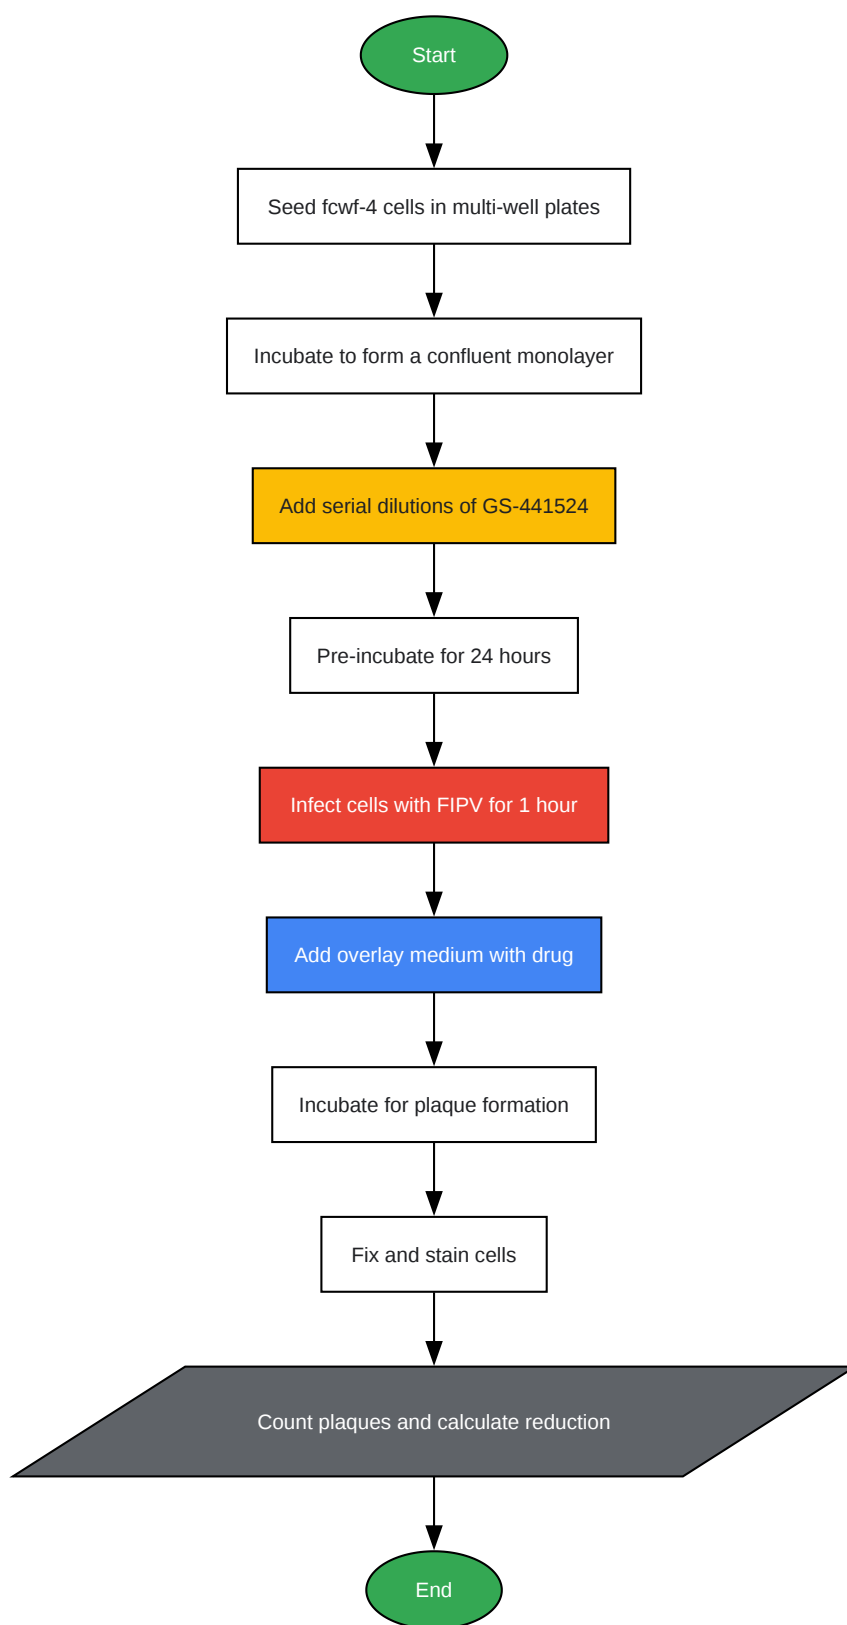 Start
Seed fcwf-4 cells in multi-well plates
Incubate to form a confluent monolayer
Add serial dilutions of GS-441524
Pre-incubate for 24 hours
Infect cells with FIPV for 1 hour
Add overlay medium with drug
Incubate for plaque formation
Fix and stain cells
Count plaques and calculate reduction
End